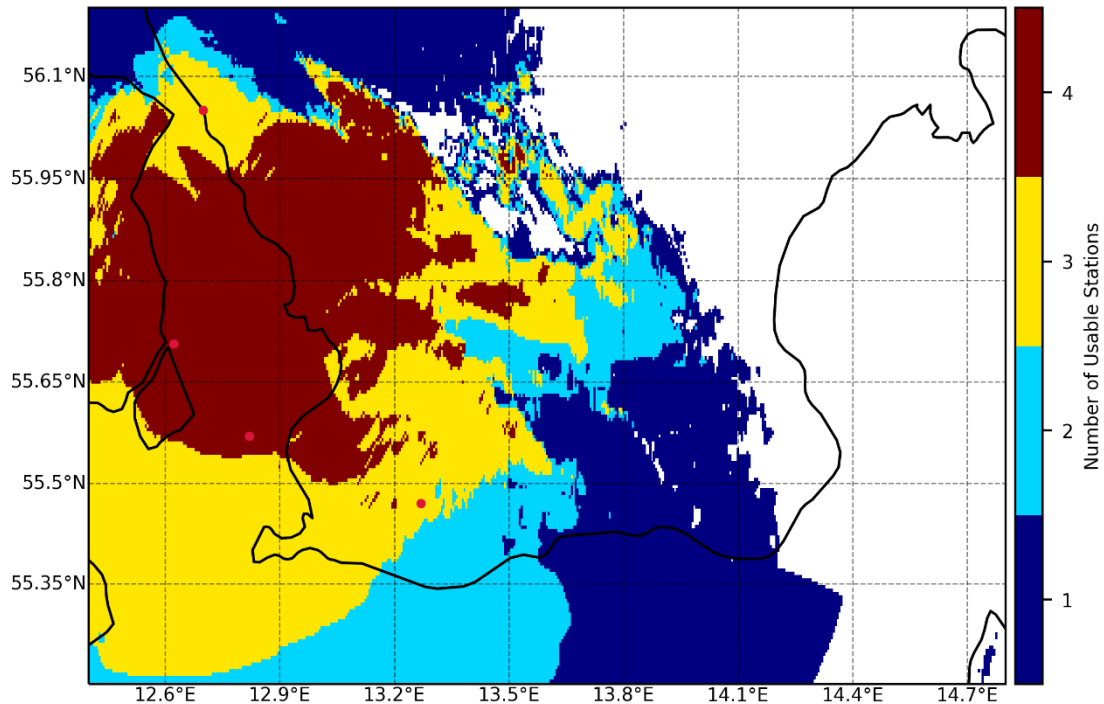 56.1°N
55.95°N
55.8°N
55.65°N
55.5°N
55.35°N
12.6°E 12.9°E 13.2°E 13.5°E 13.8°E 14.1°E 14.4°E 14.7°E
4
3
2
1
Number of Usable Stations